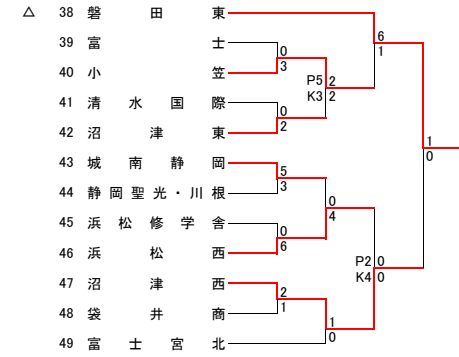 △ 38 磐田東
39 富士
40 小笠
41 清水国際
42 沼津東
43 城南静岡
44 静岡聖光・川根
45 浜松修学舎
46 浜松西
47 沼津西
48 袋井商
49 富士宮北
0
3
0
2
5
3
0
6
2
1
P5 2
K3 2
0
4
1
0
6
1
P2 0
K4 0
1
0